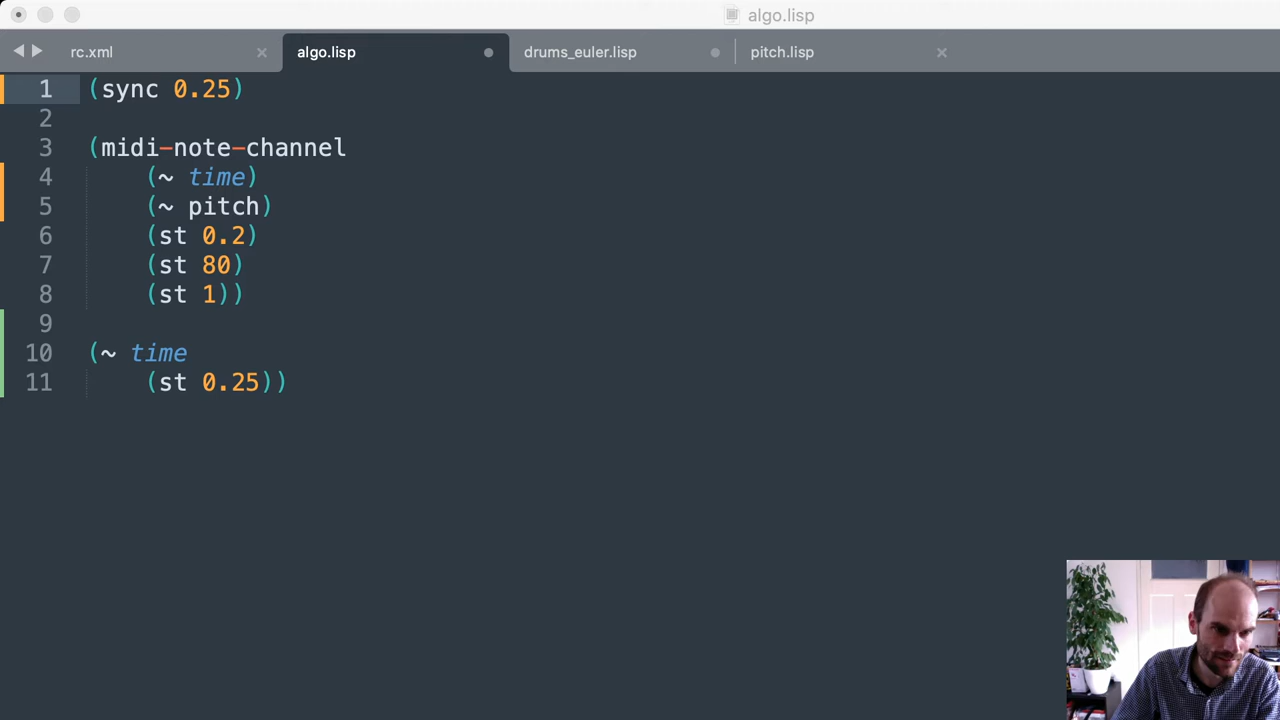 algo.lisp
rc.xml algo.lisp drums_euler.lisp pitch.lisp
1 (sync 0.25)
2
3 (midi-note-channel
4 (~ time)
5 (~ pitch)
6 (st 0.2)
7 (st 80)
8 (st 1))
9
10 (~ time
11 (st 0.25))